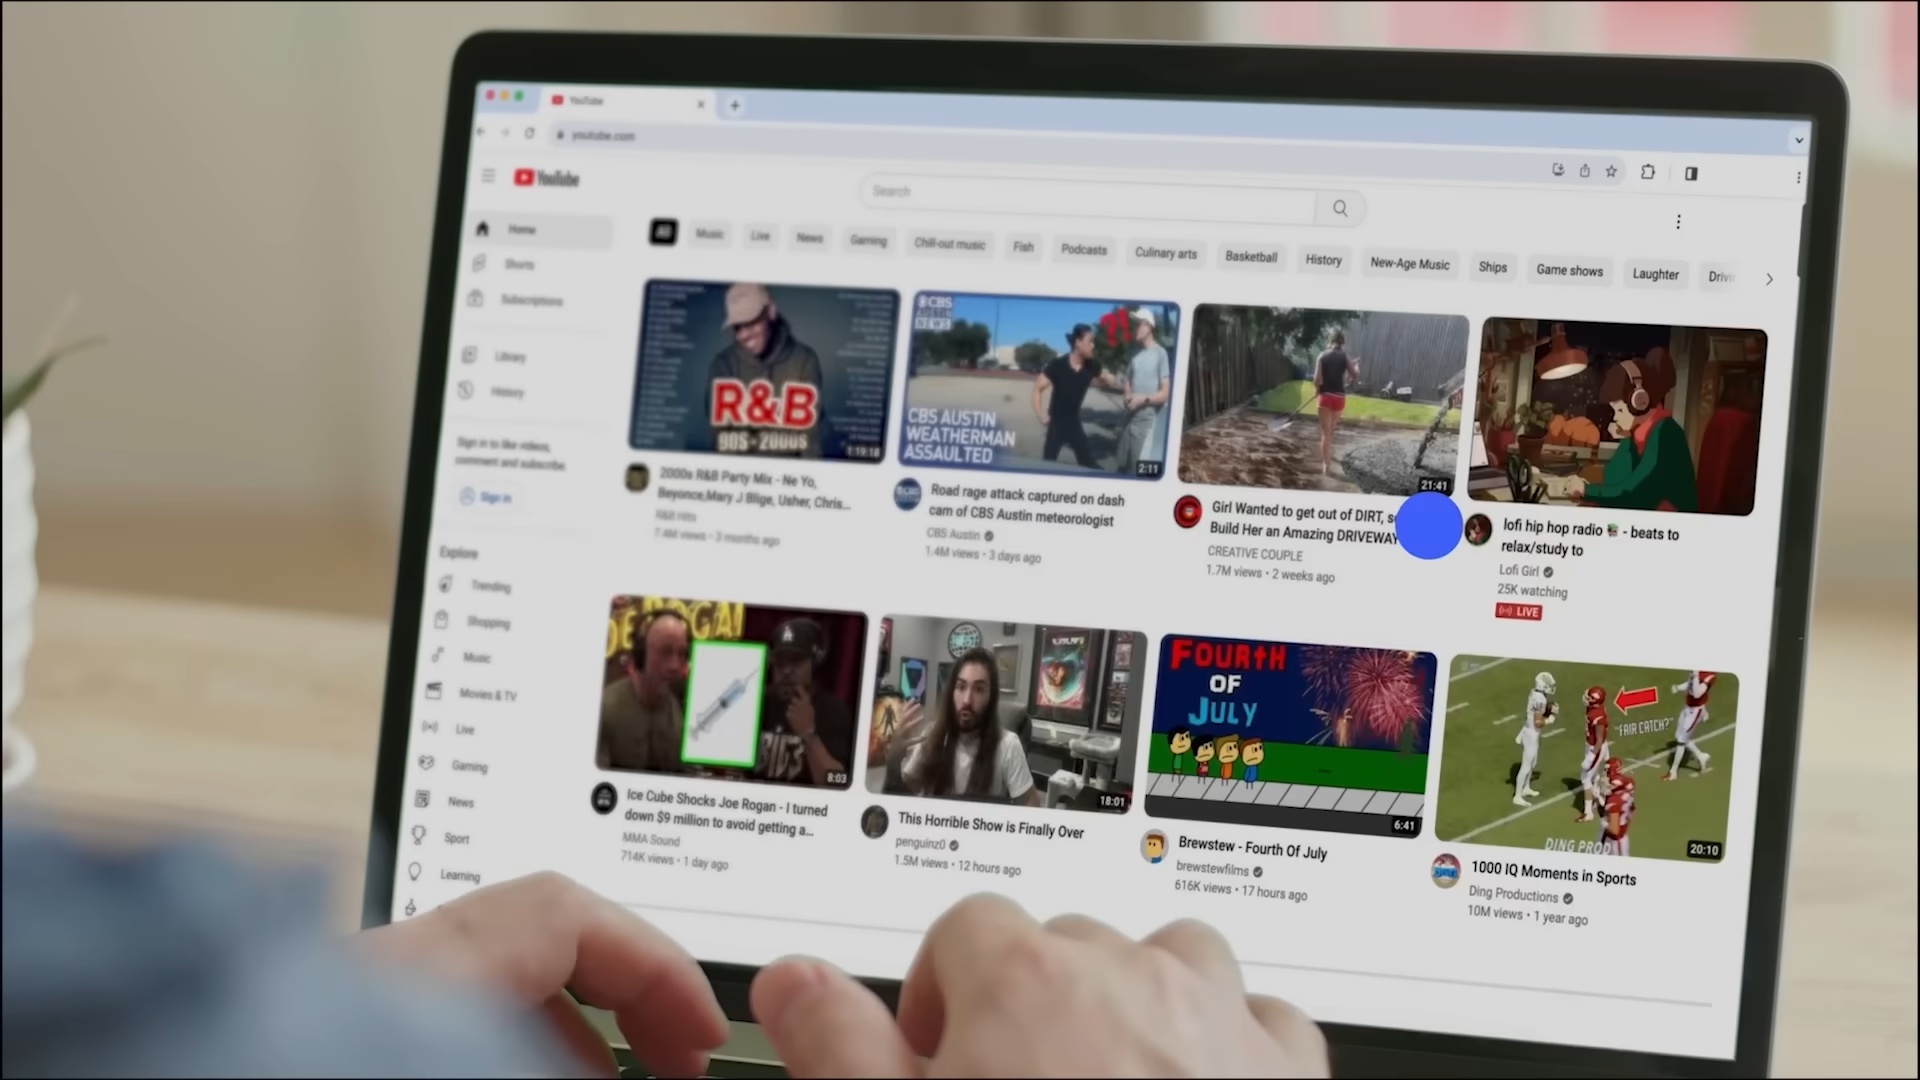 YouTube
youtube.com
YouTube
Search
Home
Shorts
Subscriptions
Library
History
Sign in to like videos,
comment and subscribe.
Sign in
Explore
Trending
Shopping
Music
Movies & TV
Live
Gaming
News
Sport
Learning
All Music Live News Gaming Chill-out music Fish Podcasts Culinary arts Basketball History New-Age Music Ships Game shows Laughter
R&B
90S - 2000S
1:19:18
2000s R&B Party Mix - Ne Yo,
Beyonce,Mary J Blige, Usher, Chris...
R&B Hits
7.4M views • 3 months ago
CBS
AUSTIN
NEWS
?!
CBS AUSTIN
WEATHERMAN
ASSAULTED
2:11
Road rage attack captured on dash
cam of CBS Austin meteorologist
CBS Austin
1.4M views • 3 days ago
21:41
Girl Wanted to get out of DIRT, s
Build Her an Amazing DRIVEWAY
CREATIVE COUPLE
1.7M views • 2 weeks ago
lofi hip hop radio 📚 - beats to
relax/study to
Lofi Girl
25K watching
LIVE
8:03
Ice Cube Shocks Joe Rogan - I turned
down $9 million to avoid getting a...
MMA Sound
714K views • 1 day ago
18:01
This Horrible Show is Finally Over
penguinz0
1.5M views • 12 hours ago
FOURTH
OF
JULY
6:41
Brewstew - Fourth Of July
brewstewfilms
616K views • 17 hours ago
"FAIR CATCH?"
DING PROD
20:10
1000 IQ Moments in Sports
Ding Productions
10M views • 1 year ago